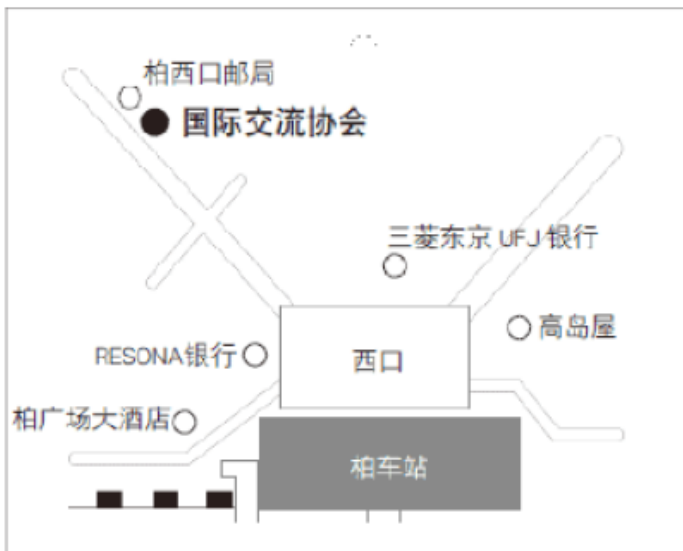 柏西口邮局
国际交流协会
三菱东京 UFJ 银行
高岛屋
RESONA银行
西口
柏广场大酒店
柏车站